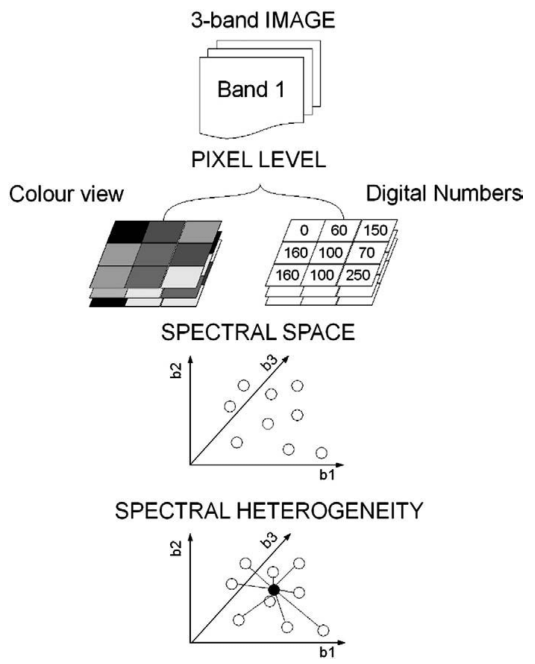 3-band IMAGE
Band 1
PIXEL LEVEL
Colour view
Digital Numbers
0 60 150
160 100 70
160 100 250
SPECTRAL SPACE
b2
b3
b1
SPECTRAL HETEROGENEITY
b2
b3
b1